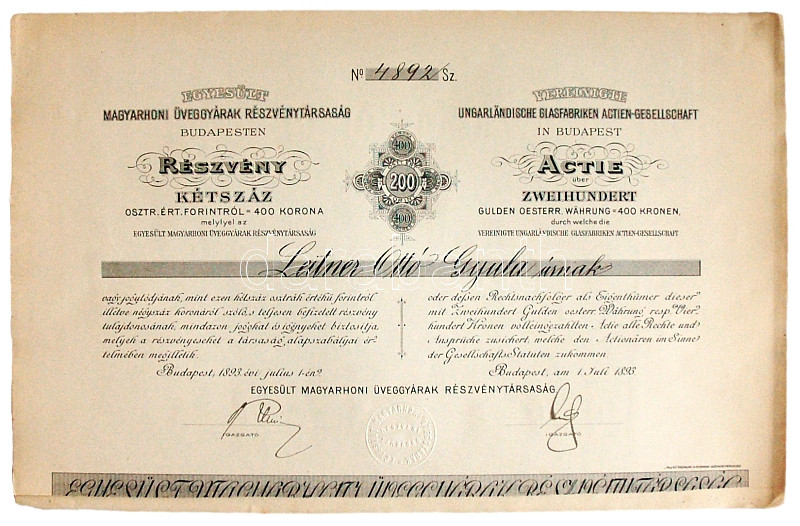 Nº 4892 Sz.
EGYESÜLT
MAGYARHONI ÜVEGGYÁRAK RÉSZVÉNYTÁRSASÁG
BUDAPESTEN
RÉSZVÉNY
KÉTSZÁZ
OSZTR. ÉRT. FORINTRÓL = 400 KORONA
melylyel az
EGYESÜLT MAGYARHONI ÜVEGGYÁRAK RÉSZVÉNYTÁRSASÁG
400
200
400
VEREINIGTE
UNGARLÄNDISCHE GLASFABRIKEN ACTIEN-GESELLSCHAFT
IN BUDAPEST
ACTIE
über
ZWEIHUNDERT
GULDEN OESTERR. WÄHRUNG = 400 KRONEN,
durch welche die
VEREINIGTE UNGARLÄNDISCHE GLASFABRIKEN ACTIEN-GESELLSCHAFT
darabanth
Leitner Ottó Gyula úrnak
vagy jogutódjának, mint ezen kétszáz osztrák értékű forintról
illetve négyszáz koronáról szóló, s teljesen befizetett részvény
tulajdonosának, mindazon jogokat és igényeket biztosítja,
melyek a részvényeseket a társaság alapszabályai ér-
telmében megilletik.
Budapest, 1893. évi julius 1-én.
oder dessen Rechtsnachfolger als Eigenthümer dieser
mit Zweihundert Gulden oesterr. Währung resp. Vier-
hundert Kronen volleingezahlten Actie alle Rechte und
Ansprüche zusichert, welche den Actionären im Sinne
der Gesellschafts Statuten zukommen.
Budapest, am 1. Juli 1893.
EGYESÜLT MAGYARHONI ÜVEGGYÁRAK RÉSZVÉNYTÁRSASÁG
IGAZGATÓ
IGAZGATÓ
EGYESÜLT MAGYARHONI ÜVEGGYÁRAK RÉSZVÉNYTÁRSASÁG